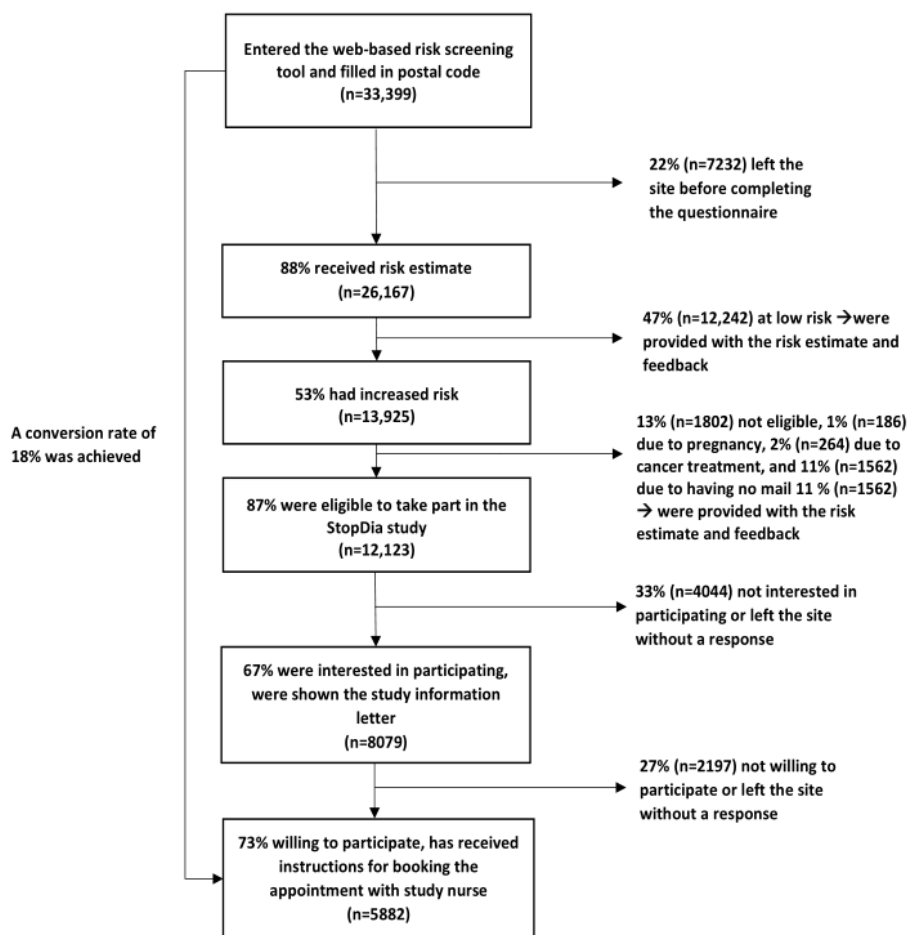 Entered the web-based risk screening
tool and filled in postal code
(n=33,399)
22% (n=7232) left the
site before completing
the questionnaire
88% received risk estimate
(n=26,167)
47% (n=12,242) at low risk →were
provided with the risk estimate and
feedback
53% had increased risk
(n=13,925)
A conversion rate of
18% was achieved
13% (n=1802) not eligible, 1% (n=186)
due to pregnancy, 2% (n=264) due to
cancer treatment, and 11% (n=1562)
due to having no mail 11 % (n=1562)
→ were provided with the risk
estimate and feedback
87% were eligible to take part in the
StopDia study
(n=12,123)
33% (n=4044) not interested in
participating or left the site
without a response
67% were interested in participating,
were shown the study information
letter
(n=8079)
27% (n=2197) not willing to
participate or left the site
without a response
73% willing to participate, has received
instructions for booking the
appointment with study nurse
(n=5882)